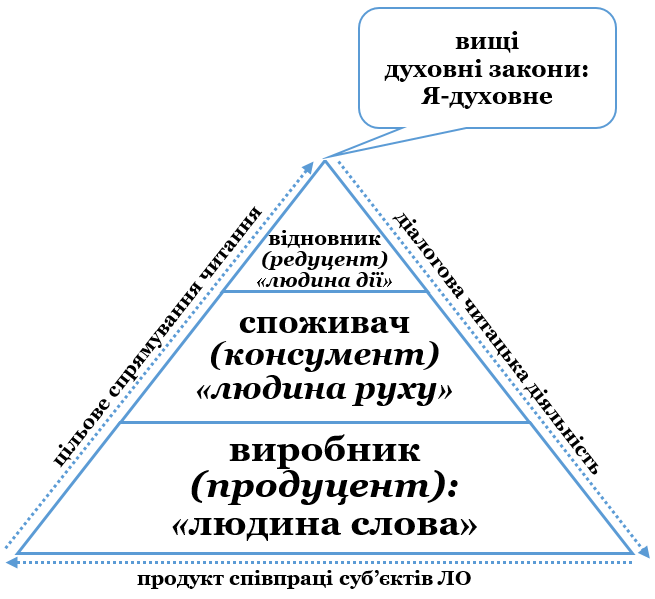 вищі
духовні закони:
Я-духовне
цільове спрямування читання
діалогова читацька діяльність
відновник
(редуцент)
«людина дії»
споживач
(консумент)
«людина руху»
виробник
(продуцент):
«людина слова»
продукт співпраці суб’єктів ЛО